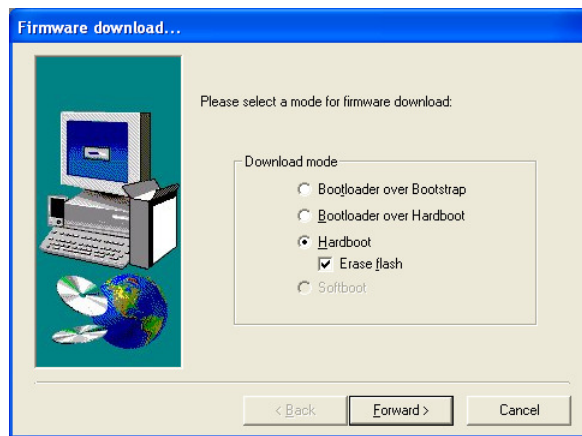 Firmware download...
Please select a mode for firmware download:
Download mode
Bootloader over Bootstrap
Bootloader over Hardboot
Hardboot
Erase flash
Softboot
< Back
Forward >
Cancel